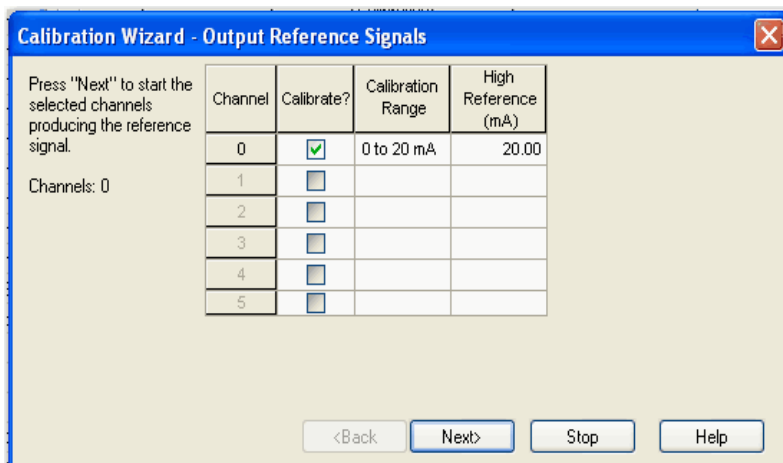 Calibration Wizard - Output Reference Signals
Press "Next" to start the
selected channels
producing the reference
signal.
Channels: 0
Channel Calibrate? Calibration Range High Reference (mA)
0 0 to 20 mA 20.00
1
2
3
4
5
<Back Next> Stop Help